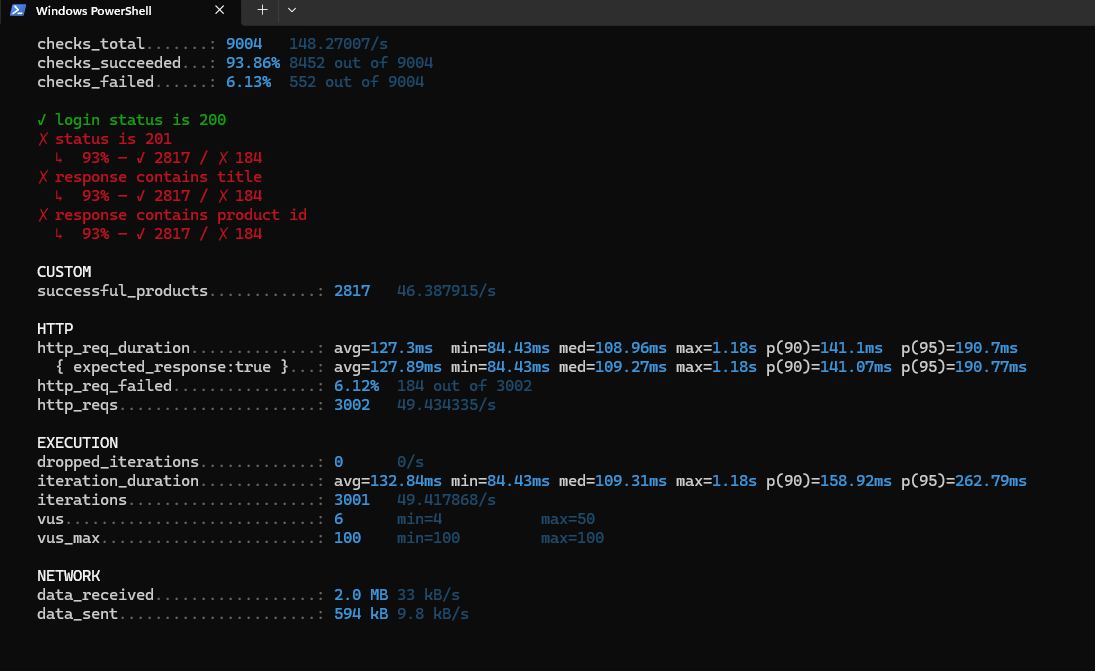 Windows PowerShell
checks_total.......: 9004   148.27007/s
checks_succeeded...: 93.86% 8452 out of 9004
checks_failed......: 6.13%  552 out of 9004
✓ login status is 200
✗ status is 201
↳  93% — ✓ 2817 / ✗ 184
✗ response contains title
↳  93% — ✓ 2817 / ✗ 184
✗ response contains product id
↳  93% — ✓ 2817 / ✗ 184
CUSTOM
successful_products............: 2817   46.387915/s
HTTP
http_req_duration..............: avg=127.3ms  min=84.43ms med=108.96ms max=1.18s p(90)=141.1ms  p(95)=190.7ms
{ expected_response:true }...: avg=127.89ms min=84.43ms med=109.27ms max=1.18s p(90)=141.07ms p(95)=190.77ms
http_req_failed................: 6.12%  184 out of 3002
http_reqs......................: 3002   49.434335/s
EXECUTION
dropped_iterations.............: 0      0/s
iteration_duration.............: avg=132.84ms min=84.43ms med=109.31ms max=1.18s p(90)=158.92ms p(95)=262.79ms
iterations.....................: 3001   49.417868/s
vus............................: 6      min=4           max=50
vus_max........................: 100    min=100         max=100
NETWORK
data_received..................: 2.0 MB 33 kB/s
data_sent......................: 594 kB 9.8 kB/s